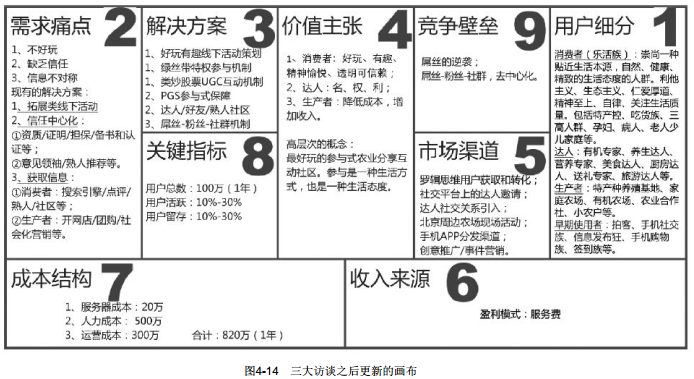 需求痛点
2
1、不好玩
2、缺乏信任
3、信息不对称
现有的解决方案：
1、拓展类线下活动
2、信任中心化：
①资质/证明/担保/备书和认
证等；
②意见领袖/熟人推荐等。
3、获取信息：
①消费者：搜索引擎/点评/
熟人/社区等；
②生产者：开网店/团购/社
会化营销等。
解决方案
3
1、好玩有趣线下活动策划
1、绿丝带特权参与机制
1、类炒股票UGC互动机制
2、PGS参与式保障
2、达人/好友/熟人社区
3、屌丝-粉丝-社群机制
关键指标
8
用户总数：100万（1年）
用户活跃：10%-30%
用户留存：10%-30%
价值主张
4
1、消费者：好玩、有趣、
精神愉快、透明可信赖；
2、达人：名、权、利；
3、生产者：降低成本，增
加收入。
高层次的概念：
最好玩的参与式农业分享互
动社区。参与是一种生活方
式，也是一种生活态度。
竞争壁垒
9
屌丝的逆袭；
屌丝-粉丝-社群，去中心化。
市场渠道
5
罗辑思维用户获取和转化；
社交平台上的达人邀请；
达人社交关系引入；
北京周边农场现场活动；
手机APP分发渠道；
创意推广/事件营销。
用户细分
1
消费者（乐活族）：崇尚一种
贴近生活本源，自然、健康、
精致的生活态度的人群。利他
主义、生态主义、仁爱厚道、
精神至上、自律、关注生活质
量。包括特产控、吃货族、三
高人群、孕妇、病人、老人少
儿家庭等。
达人：有机专家、养生达人、
营养专家、美食达人、厨房达
人、送礼专家、旅游达人等。
生产者：特产种养殖基地、家
庭农场、有机农场、农业合作
社、小农户等。
早期使用者：拍客、手机社交
族、信息发布狂、手机购物
族、签到族等。
成本结构
7
1、服务器成本：20万
2、人力成本： 500万
3、运营成本：300万 合计：820万（1年）
收入来源
6
盈利模式：服务费
图4-14 三大访谈之后更新的画布